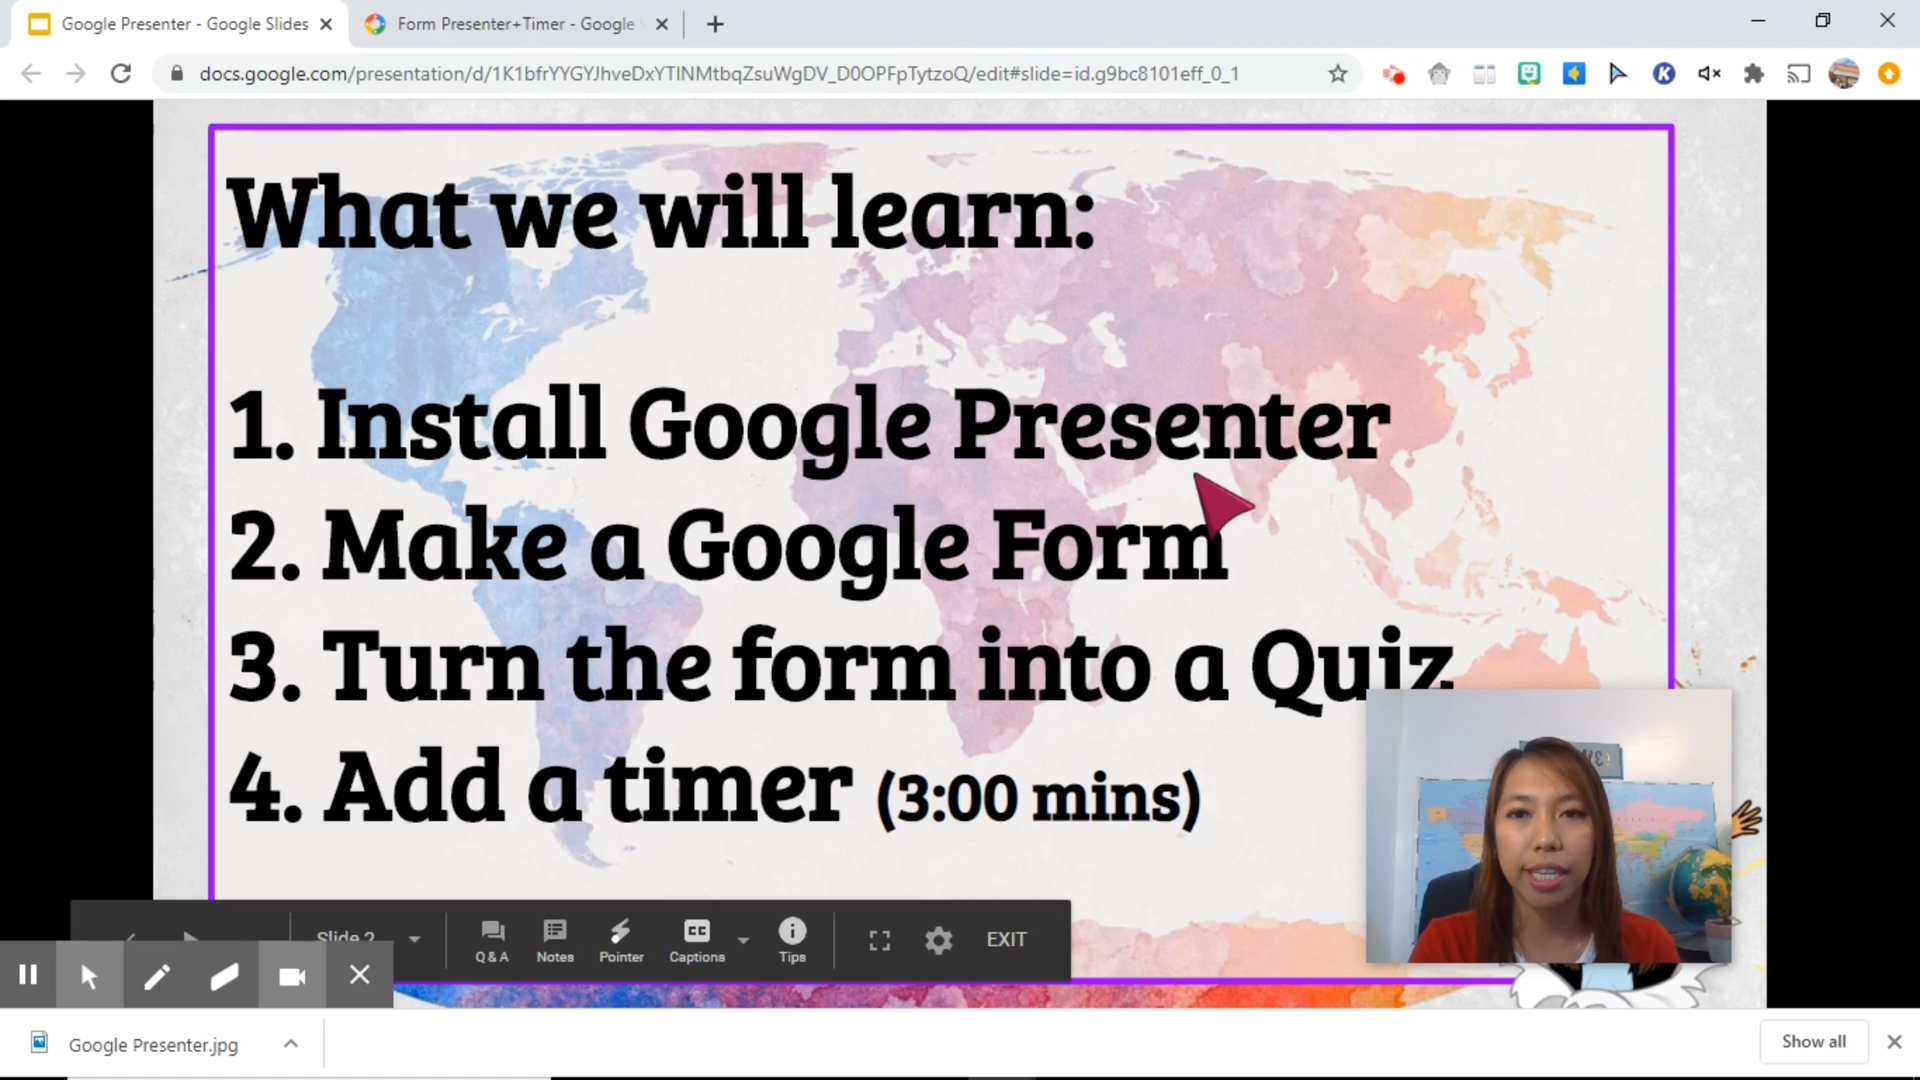 Google Presenter - Google Slides
Form Presenter+Timer - Google
docs.google.com/presentation/d/1K1bfrYYGYJhveDxYTlNMtbqZsuWgDV_D0OPFpTytzoQ/edit#slide=id.g9bc8101eff_0_1
What we will learn:
1. Install Google Presenter
2. Make a Google Form
3. Turn the form into a Quiz
4. Add a timer (3:00 mins)
Slide 2
Q&A
Notes
Pointer
CC
Captions
Tips
EXIT
Google Presenter.jpg
Show all